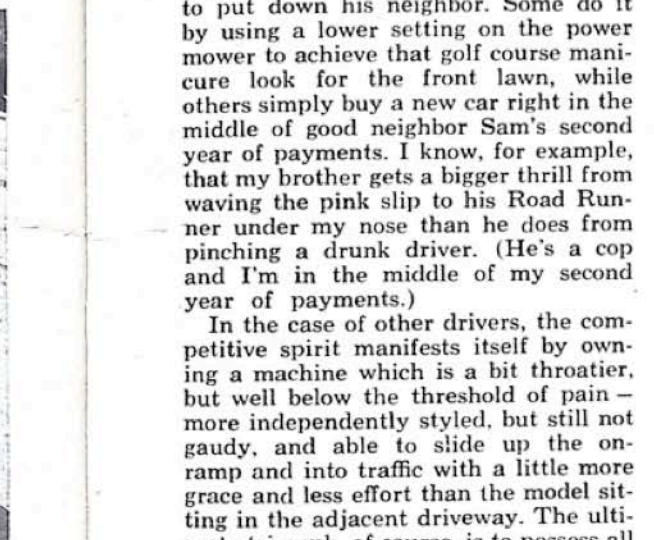 to put down his neighbor. Some do it
by using a lower setting on the power
mower to achieve that golf course mani-
cure look for the front lawn, while
others simply buy a new car right in the
middle of good neighbor Sam's second
year of payments. I know, for example,
that my brother gets a bigger thrill from
waving the pink slip to his Road Run-
ner under my nose than he does from
pinching a drunk driver. (He's a cop
and I'm in the middle of my second
year of payments.)
In the case of other drivers, the com-
petitive spirit manifests itself by own-
ing a machine which is a bit throatier,
but well below the threshold of pain —
more independently styled, but still not
gaudy, and able to slide up the on-
ramp and into traffic with a little more
grace and less effort than the model sit-
ting in the adjacent driveway. The ulti-
of course, is to possess all